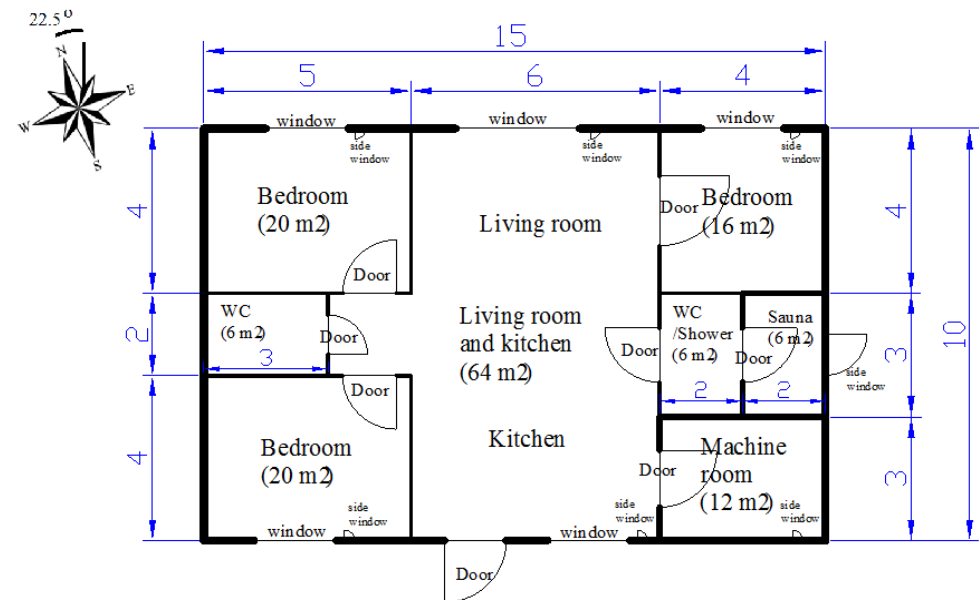 22.5°
N
E
W
S
15
5
6
4
window
window
window
side
window
side
window
side
window
4
Bedroom
(20 m2)
Living room
Door
Bedroom
(16 m2)
4
Door
2
WC
(6 m2)
3
Door
Living room
and kitchen
(64 m2)
Door
WC
/Shower
(6 m2)
2
Door
Sauna
(6 m2)
2
side
window
3
10
4
Door
Bedroom
(20 m2)
Kitchen
Door
Machine
room
(12 m2)
3
side
window
side
window
side
window
window
window
Door